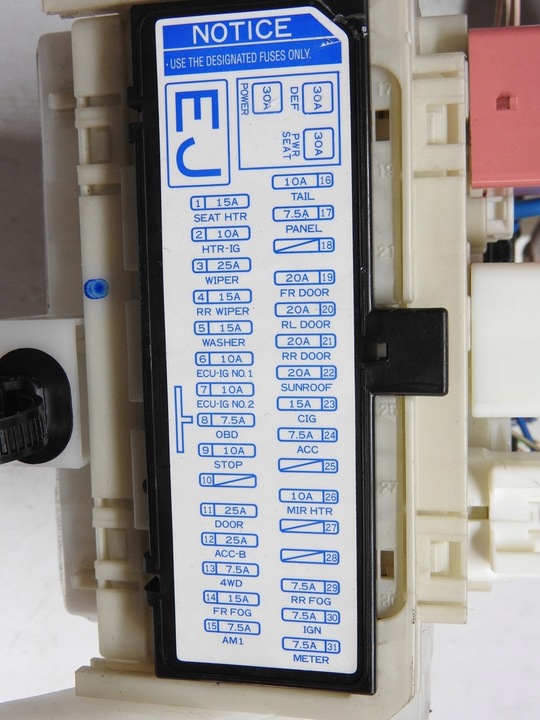 NOTICE
· USE THE DESIGNATED FUSES ONLY.
EJ
POWER 30A
DEF 30A
PWR SEAT 30A
1 15A
SEAT HTR
2 10A
HTR-IG
3 25A
WIPER
4 15A
RR WIPER
5 15A
WASHER
6 10A
ECU-IG NO.1
7 10A
ECU-IG NO.2
8 7.5A
OBD
9 10A
STOP
10
11 25A
DOOR
12 25A
ACC-B
13 7.5A
4WD
14 15A
FR FOG
15 7.5A
AM1
10A 16
TAIL
7.5A 17
PANEL
18
20A 19
FR DOOR
20A 20
RL DOOR
20A 21
RR DOOR
20A 22
SUNROOF
15A 23
CIG
7.5A 24
ACC
25
10A 26
MIR HTR
27
28
7.5A 29
RR FOG
7.5A 30
IGN
7.5A 31
METER
17
19
21
25
27